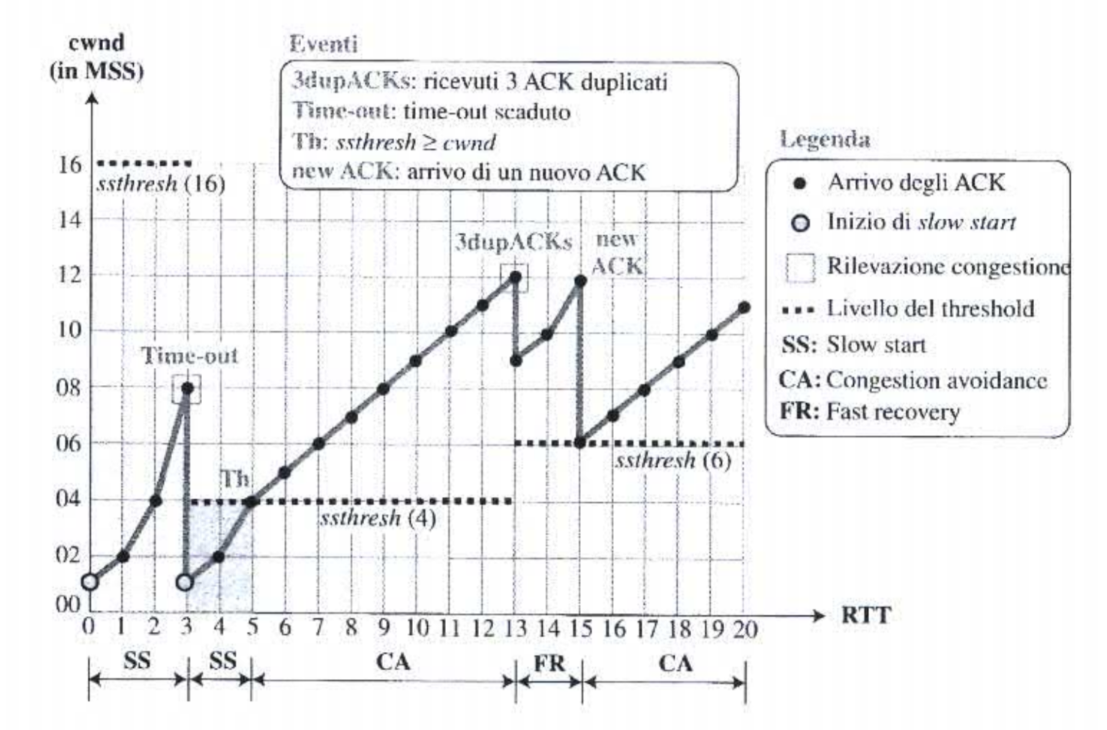 cwnd
(in MSS)
Eventi
3dupACKs: ricevuti 3 ACK duplicati
Time-out: time-out scaduto
Th: ssthresh ≥ cwnd
new ACK: arrivo di un nuovo ACK
Legenda
Arrivo degli ACK
Inizio di slow start
Rilevazione congestione
Livello del threshold
SS: Slow start
CA: Congestion avoidance
FR: Fast recovery
16
14
12
10
08
06
04
02
00
ssthresh (16)
Time-out
Th
ssthresh (4)
3dupACKs
new
ACK
ssthresh (6)
0 1 2 3 4 5 6 7 8 9 10 11 12 13 14 15 16 17 18 19 20
RTT
SS SS CA FR CA